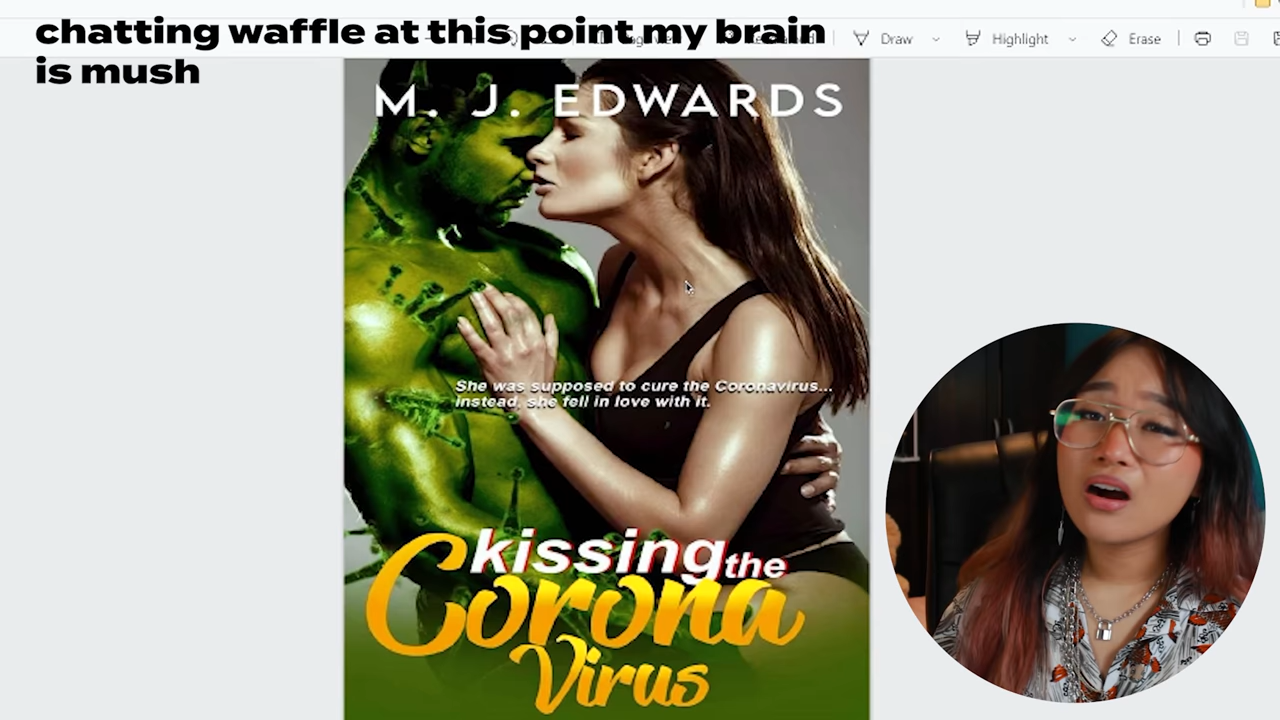 chatting waffle at this point my brain
is mush
Draw
Highlight
Erase
M. J. EDWARDS
She was supposed to cure the Coronavirus...
instead, she fell in love with it.
kissing the
Corona
Virus